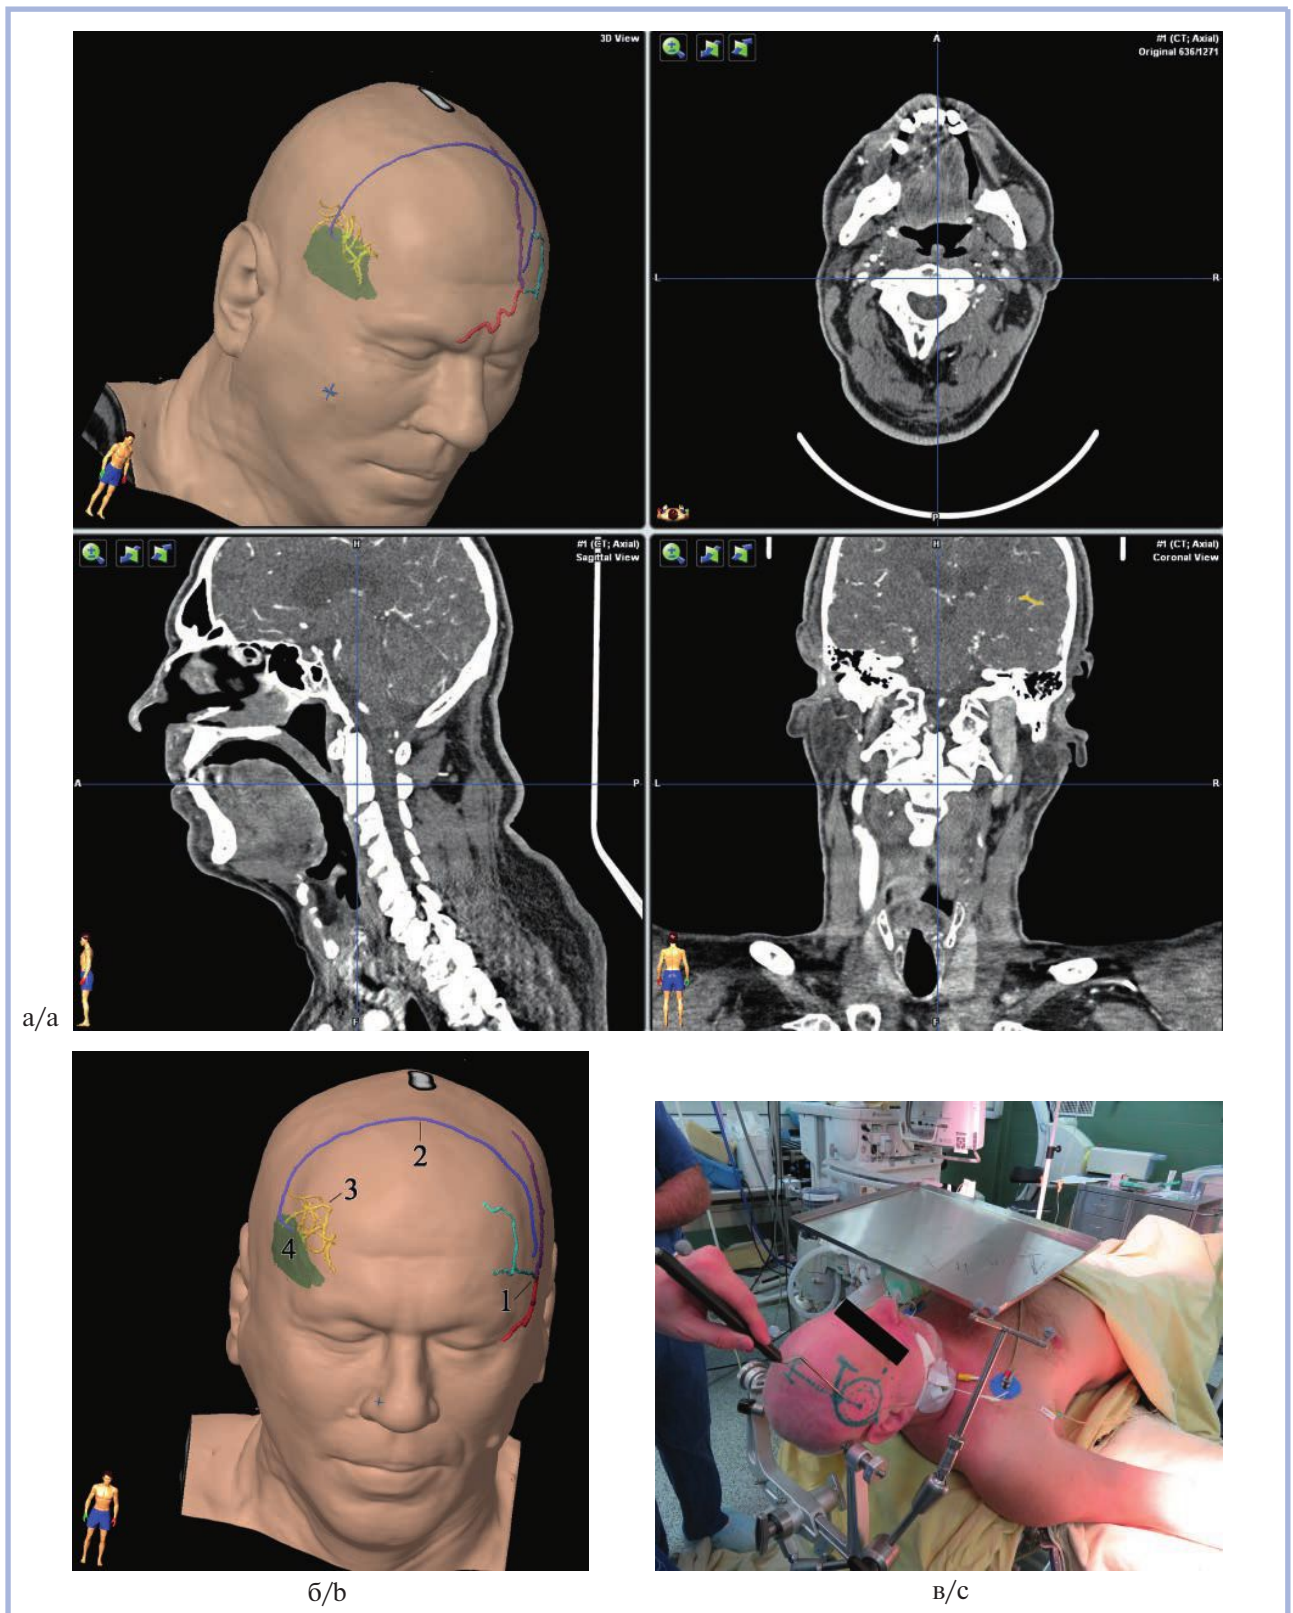 3D View
A
#1 (CT; Axial)
Original 636/1271
L
R
P
H
#1 (CT; Axial)
Sagittal View
A
P
F
H
#1 (CT; Axial)
Coronal View
L
R
F
а/a
2
3
4
1
б/b
в/c